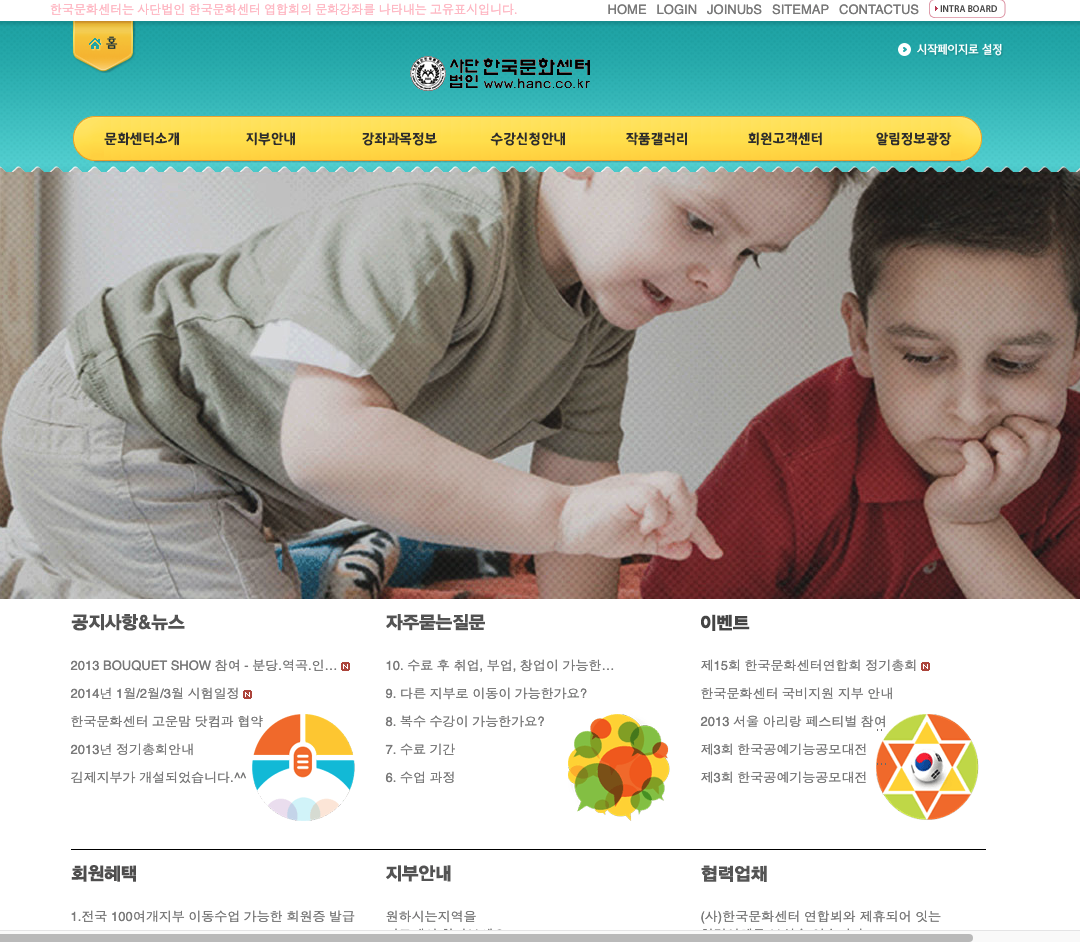 한국문화센터는 사단법인 한국문화센터 엽합회의 문화강좌를 나타내는 고유표시입니다.
HOME LOGIN JOINUbS SITEMAP CONTACTUS INTRA BOARD
홈
시작페이지로 설정
사단법인 한국문화센터
www.hanc.co.kr
문화센터소개 지부안내 강좌과목정보 수강신청안내 작품갤러리 회원고객센터 알림정보광장
공지사항&뉴스
2013 BOUQUET SHOW 참여 - 분당.역곡.인... N
2014년 1월/2월/3월 시험일정 N
한국문화센터 고운맘 닷컴과 협약
2013년 정기총회안내
김제지부가 개설되었습니다.^^
자주묻는질문
10. 수료 후 취업, 부업, 창업이 가능한...
9. 다른 지부로 이동이 가능한가요?
8. 복수 수강이 가능한가요?
7. 수료 기간
6. 수업 과정
이벤트
제15회 한국문화센터연합회 정기총회 N
한국문화센터 국비지원 지부 안내
2013 서울 아리랑 페스티벌 참여
제3회 한국공예기능공모대전 ...
제3회 한국공예기능공모대전
회원혜택
1.전국 100여개지부 이동수업 가능한 회원증 발급
지부안내
원하시는지역을
협력업채
(사)한국문화센터 연합뵈와 제휴되어 잇는